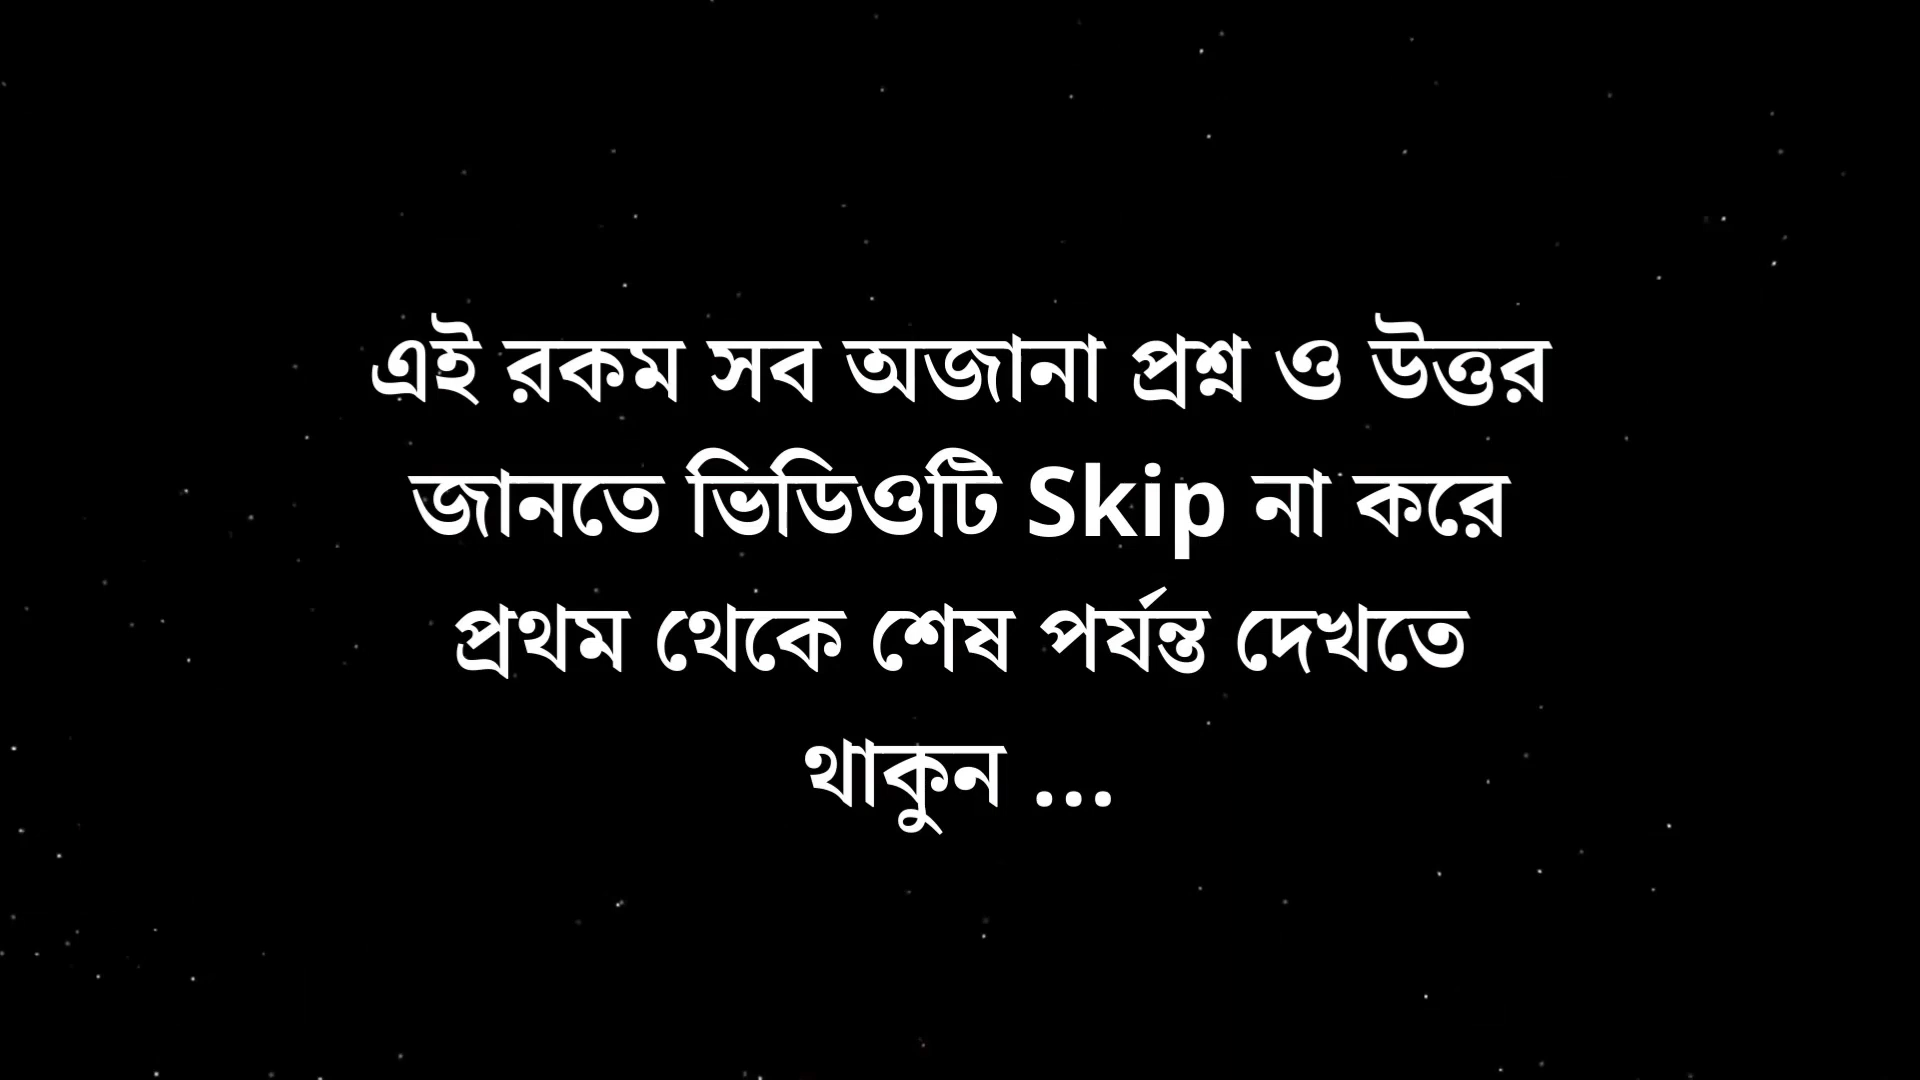 এই রকম সব অজানা প্রশ্ন ও উত্তর
জানতে ভিডিওটি Skip না করে
প্রথম থেকে শেষ পর্যন্ত দেখতে
থাকুন ...